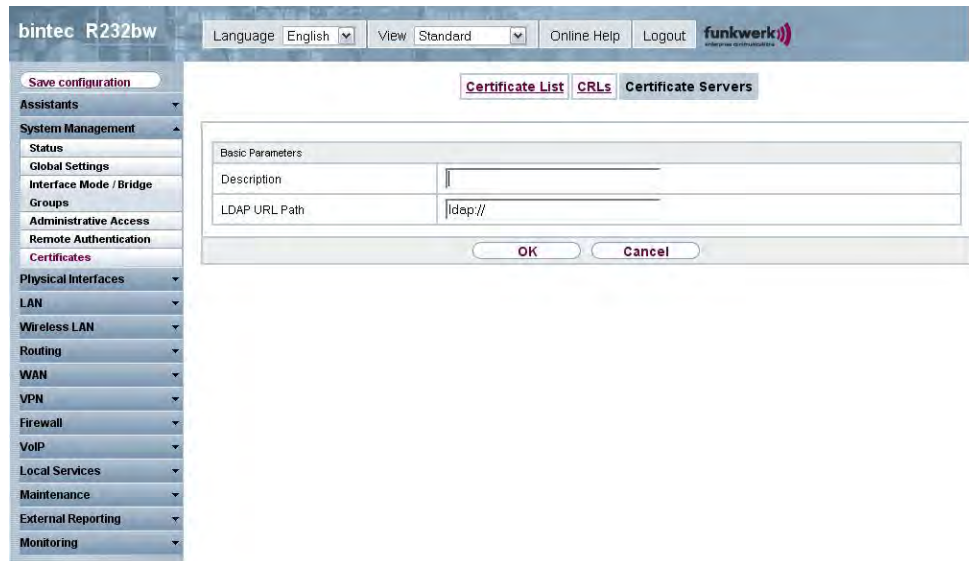 bintec R232bw
Language English View Standard Online Help Logout funkwerk
Save configuration
Certificate List CRLs Certificate Servers
Assistants
System Management
Status
Global Settings
Interface Mode / Bridge
Groups
Administrative Access
Remote Authentication
Certificates
Physical Interfaces
LAN
Wireless LAN
Routing
WAN
VPN
Firewall
VoIP
Local Services
Maintenance
External Reporting
Monitoring
Basic Parameters
Description
LDAP URL Path ldap://
OK Cancel